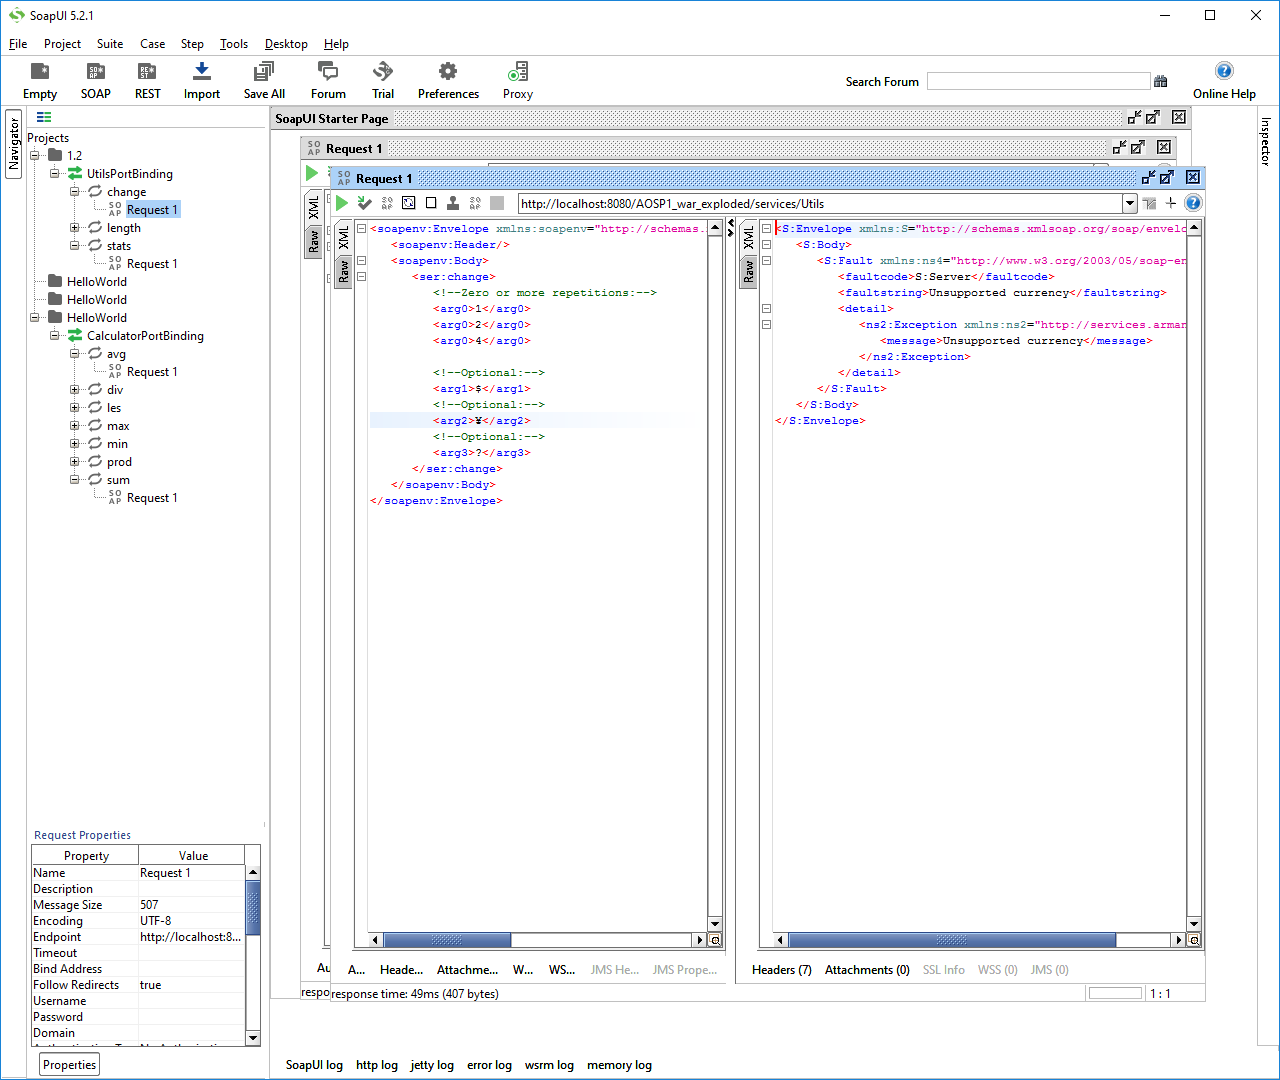 SoapUI 5.2.1
File Project Suite Case Step Tools Desktop Help
Empty SOAP REST Import Save All Forum Trial Preferences Proxy Search Forum Online Help
Navigator
Inspector
Projects
1.2
UtilsPortBinding
change
Request 1
length
stats
Request 1
HelloWorld
HelloWorld
HelloWorld
CalculatorPortBinding
avg
Request 1
div
les
max
min
prod
sum
Request 1
Request Properties
Property Value
Name Request 1
Description
Message Size 507
Encoding UTF-8
Endpoint http://localhost:8...
Timeout
Bind Address
Follow Redirects true
Username
Password
Domain
Properties
SoapUI Starter Page
Request 1
XML
Raw
Request 1
http://localhost:8080/AOSP1_war_exploded/services/Utils
XML
Raw
<soapenv:Envelope xmlns:soapenv="http://schemas.
<soapenv:Header/>
<soapenv:Body>
<ser:change>
<!--Zero or more repetitions:-->
<arg0>1</arg0>
<arg0>2</arg0>
<arg0>4</arg0>
<!--Optional:-->
<arg1>$</arg1>
<!--Optional:-->
<arg2>¥</arg2>
<!--Optional:-->
<arg3>?</arg3>
</ser:change>
</soapenv:Body>
</soapenv:Envelope>
XML
Raw
<S:Envelope xmlns:S="http://schemas.xmlsoap.org/soap/envelo
<S:Body>
<S:Fault xmlns:ns4="http://www.w3.org/2003/05/soap-en
<faultcode>S:Server</faultcode>
<faultstring>Unsupported currency</faultstring>
<detail>
<ns2:Exception xmlns:ns2="http://services.arman
<message>Unsupported currency</message>
</ns2:Exception>
</detail>
</S:Fault>
</S:Body>
</S:Envelope>
Au A... Heade... Attachme... W... WS... JMS He... JMS Prope...
Headers (7) Attachments (0) SSL Info WSS (0) JMS (0)
respo response time: 49ms (407 bytes) 1 : 1
SoapUI log http log jetty log error log wsrm log memory log